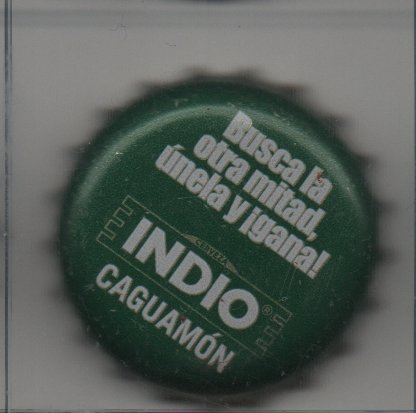 Busca la
otra mitad,
únela y ¡gana!
CERVEZA
INDIO®
CAGUAMÓN